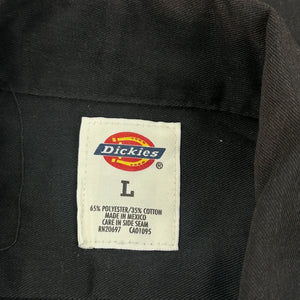 Dickies
®
L
65% POLYESTER/35% COTTON
MADE IN MEXICO
CARE IN SIDE SEAM
RN20697 CA01095